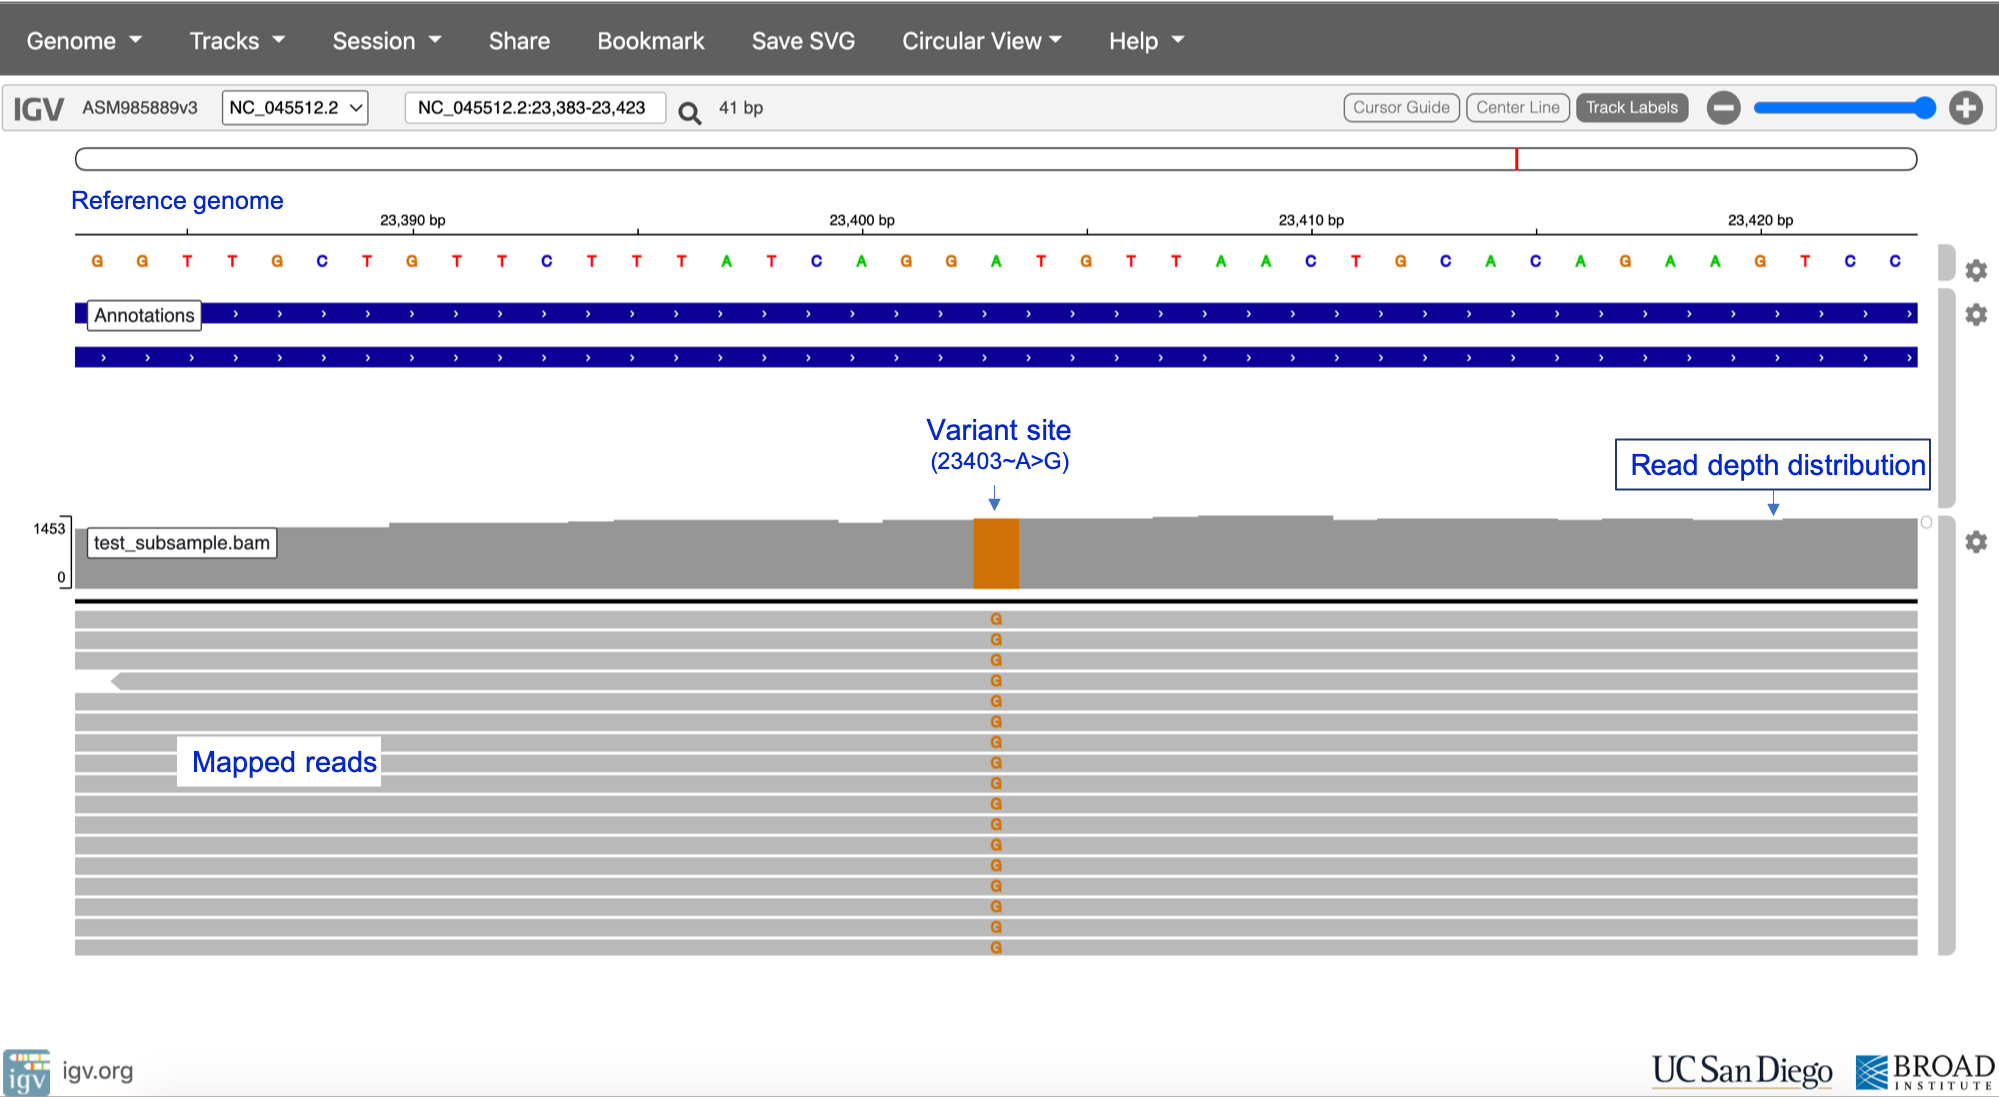 Genome Tracks Session Share Bookmark Save SVG Circular View Help
IGV ASM985889v3 NC_045512.2 NC_045512.2:23,383-23,423 41 bp Cursor Guide Center Line Track Labels
Reference genome
23,390 bp 23,400 bp 23,410 bp 23,420 bp
G G T T G C T G T T C T T T A T C A G G A T G T T A A C T G C A C A G A A G T C C
Annotations
Variant site
(23403~A>G)
Read depth distribution
1453
test_subsample.bam
0
G
G
G
G
G
G
G
Mapped reads
G
G
G
G
G
G
G
G
G
G
igv igv.org
UC San Diego BROAD
INSTITUTE